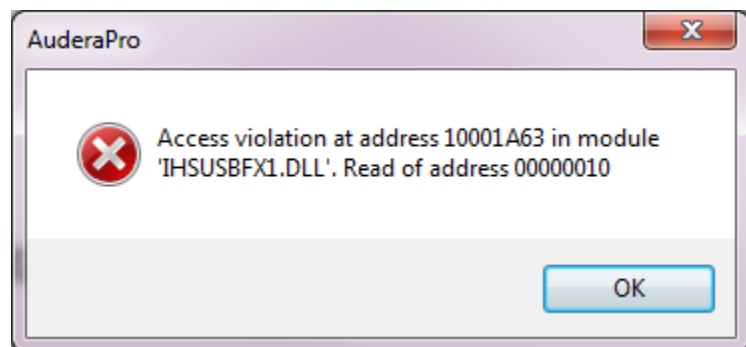 AuderaPro
Access violation at address 10001A63 in module
'IHSUSBFX1.DLL'. Read of address 00000010
OK